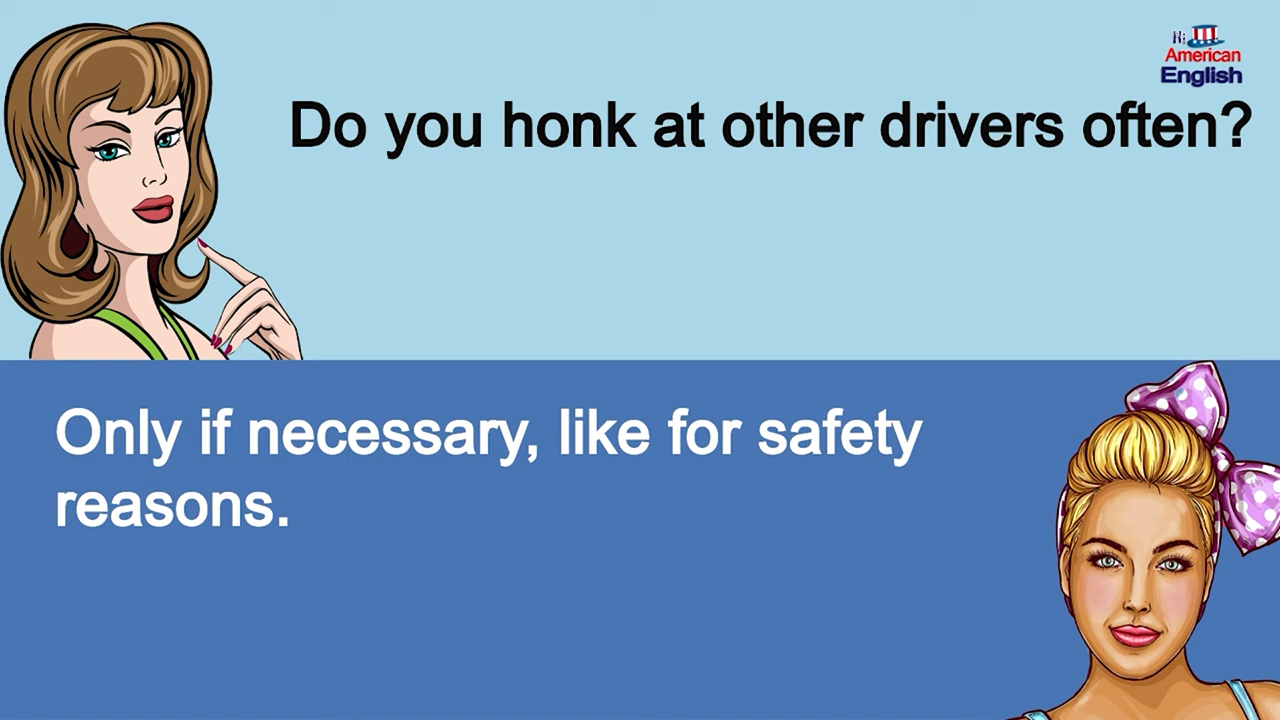 Hi
American
English
Do you honk at other drivers often?
Only if necessary, like for safety
reasons.